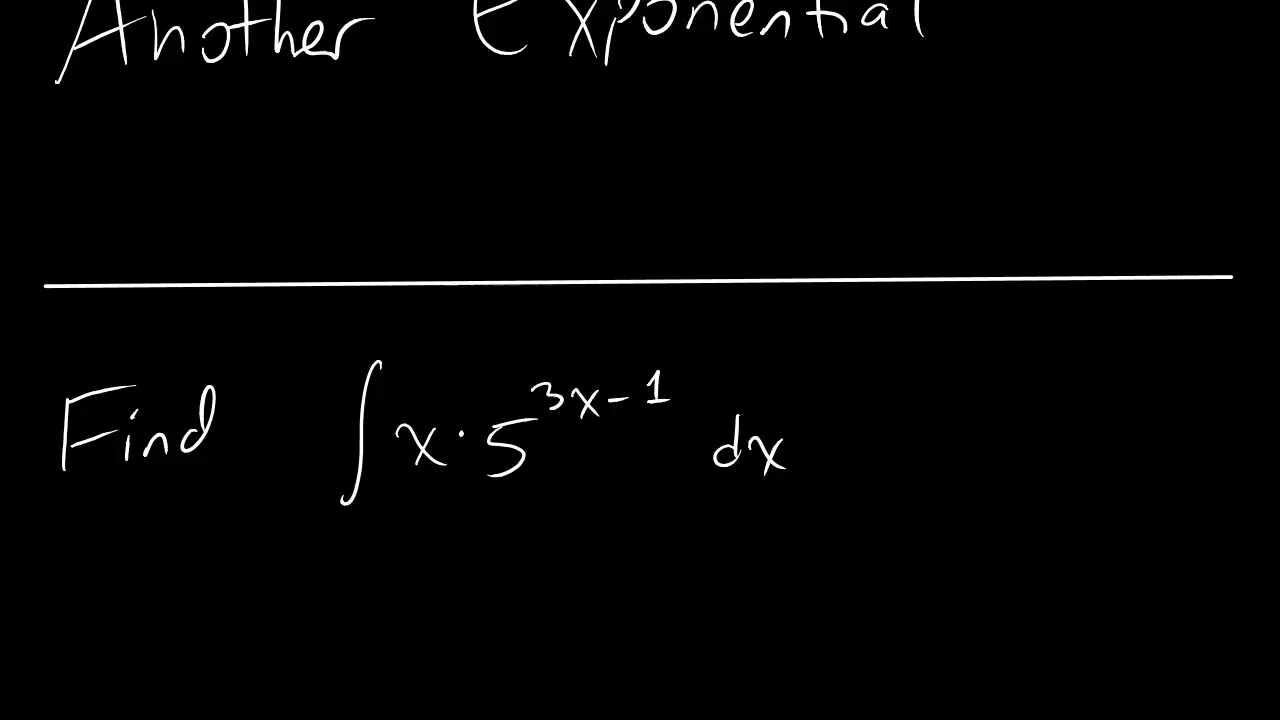 Another Exponential
Find ∫ x · 5^{3x-1} dx